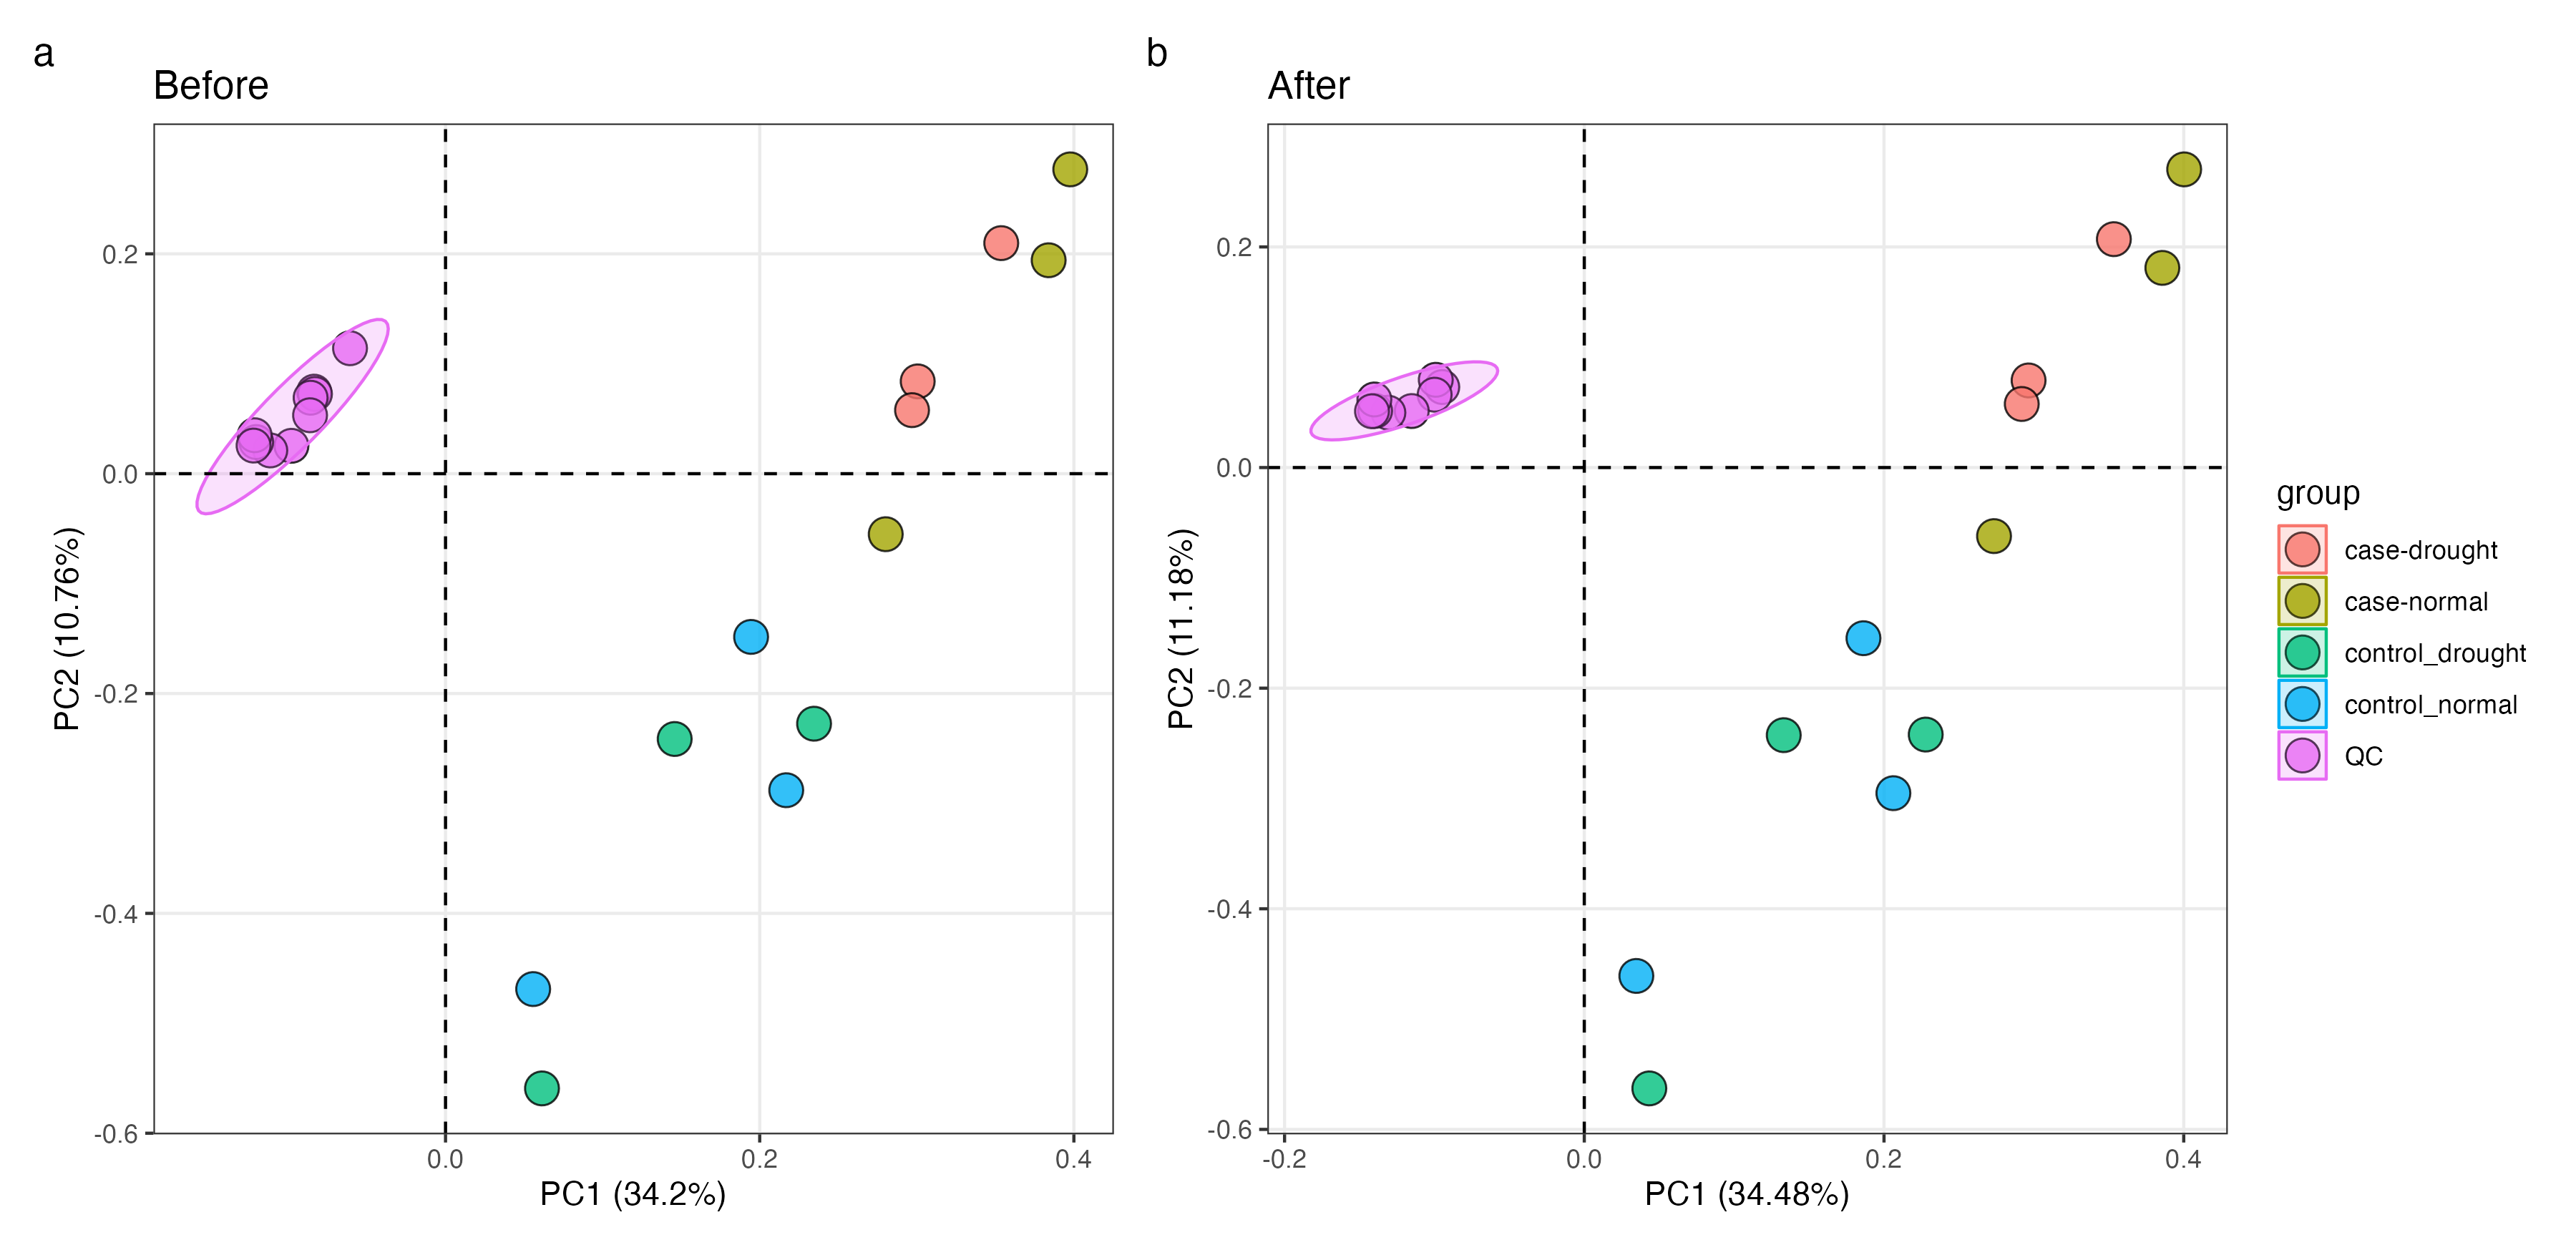 a
Before
0.2
0.0
-0.2
-0.4
-0.6
0.0 0.2 0.4
PC1 (34.2%)
PC2 (10.76%)
b
After
0.2
0.0
-0.2
-0.4
-0.6
-0.2 0.0 0.2 0.4
PC1 (34.48%)
PC2 (11.18%)
group
case-drought
case-normal
control_drought
control_normal
QC